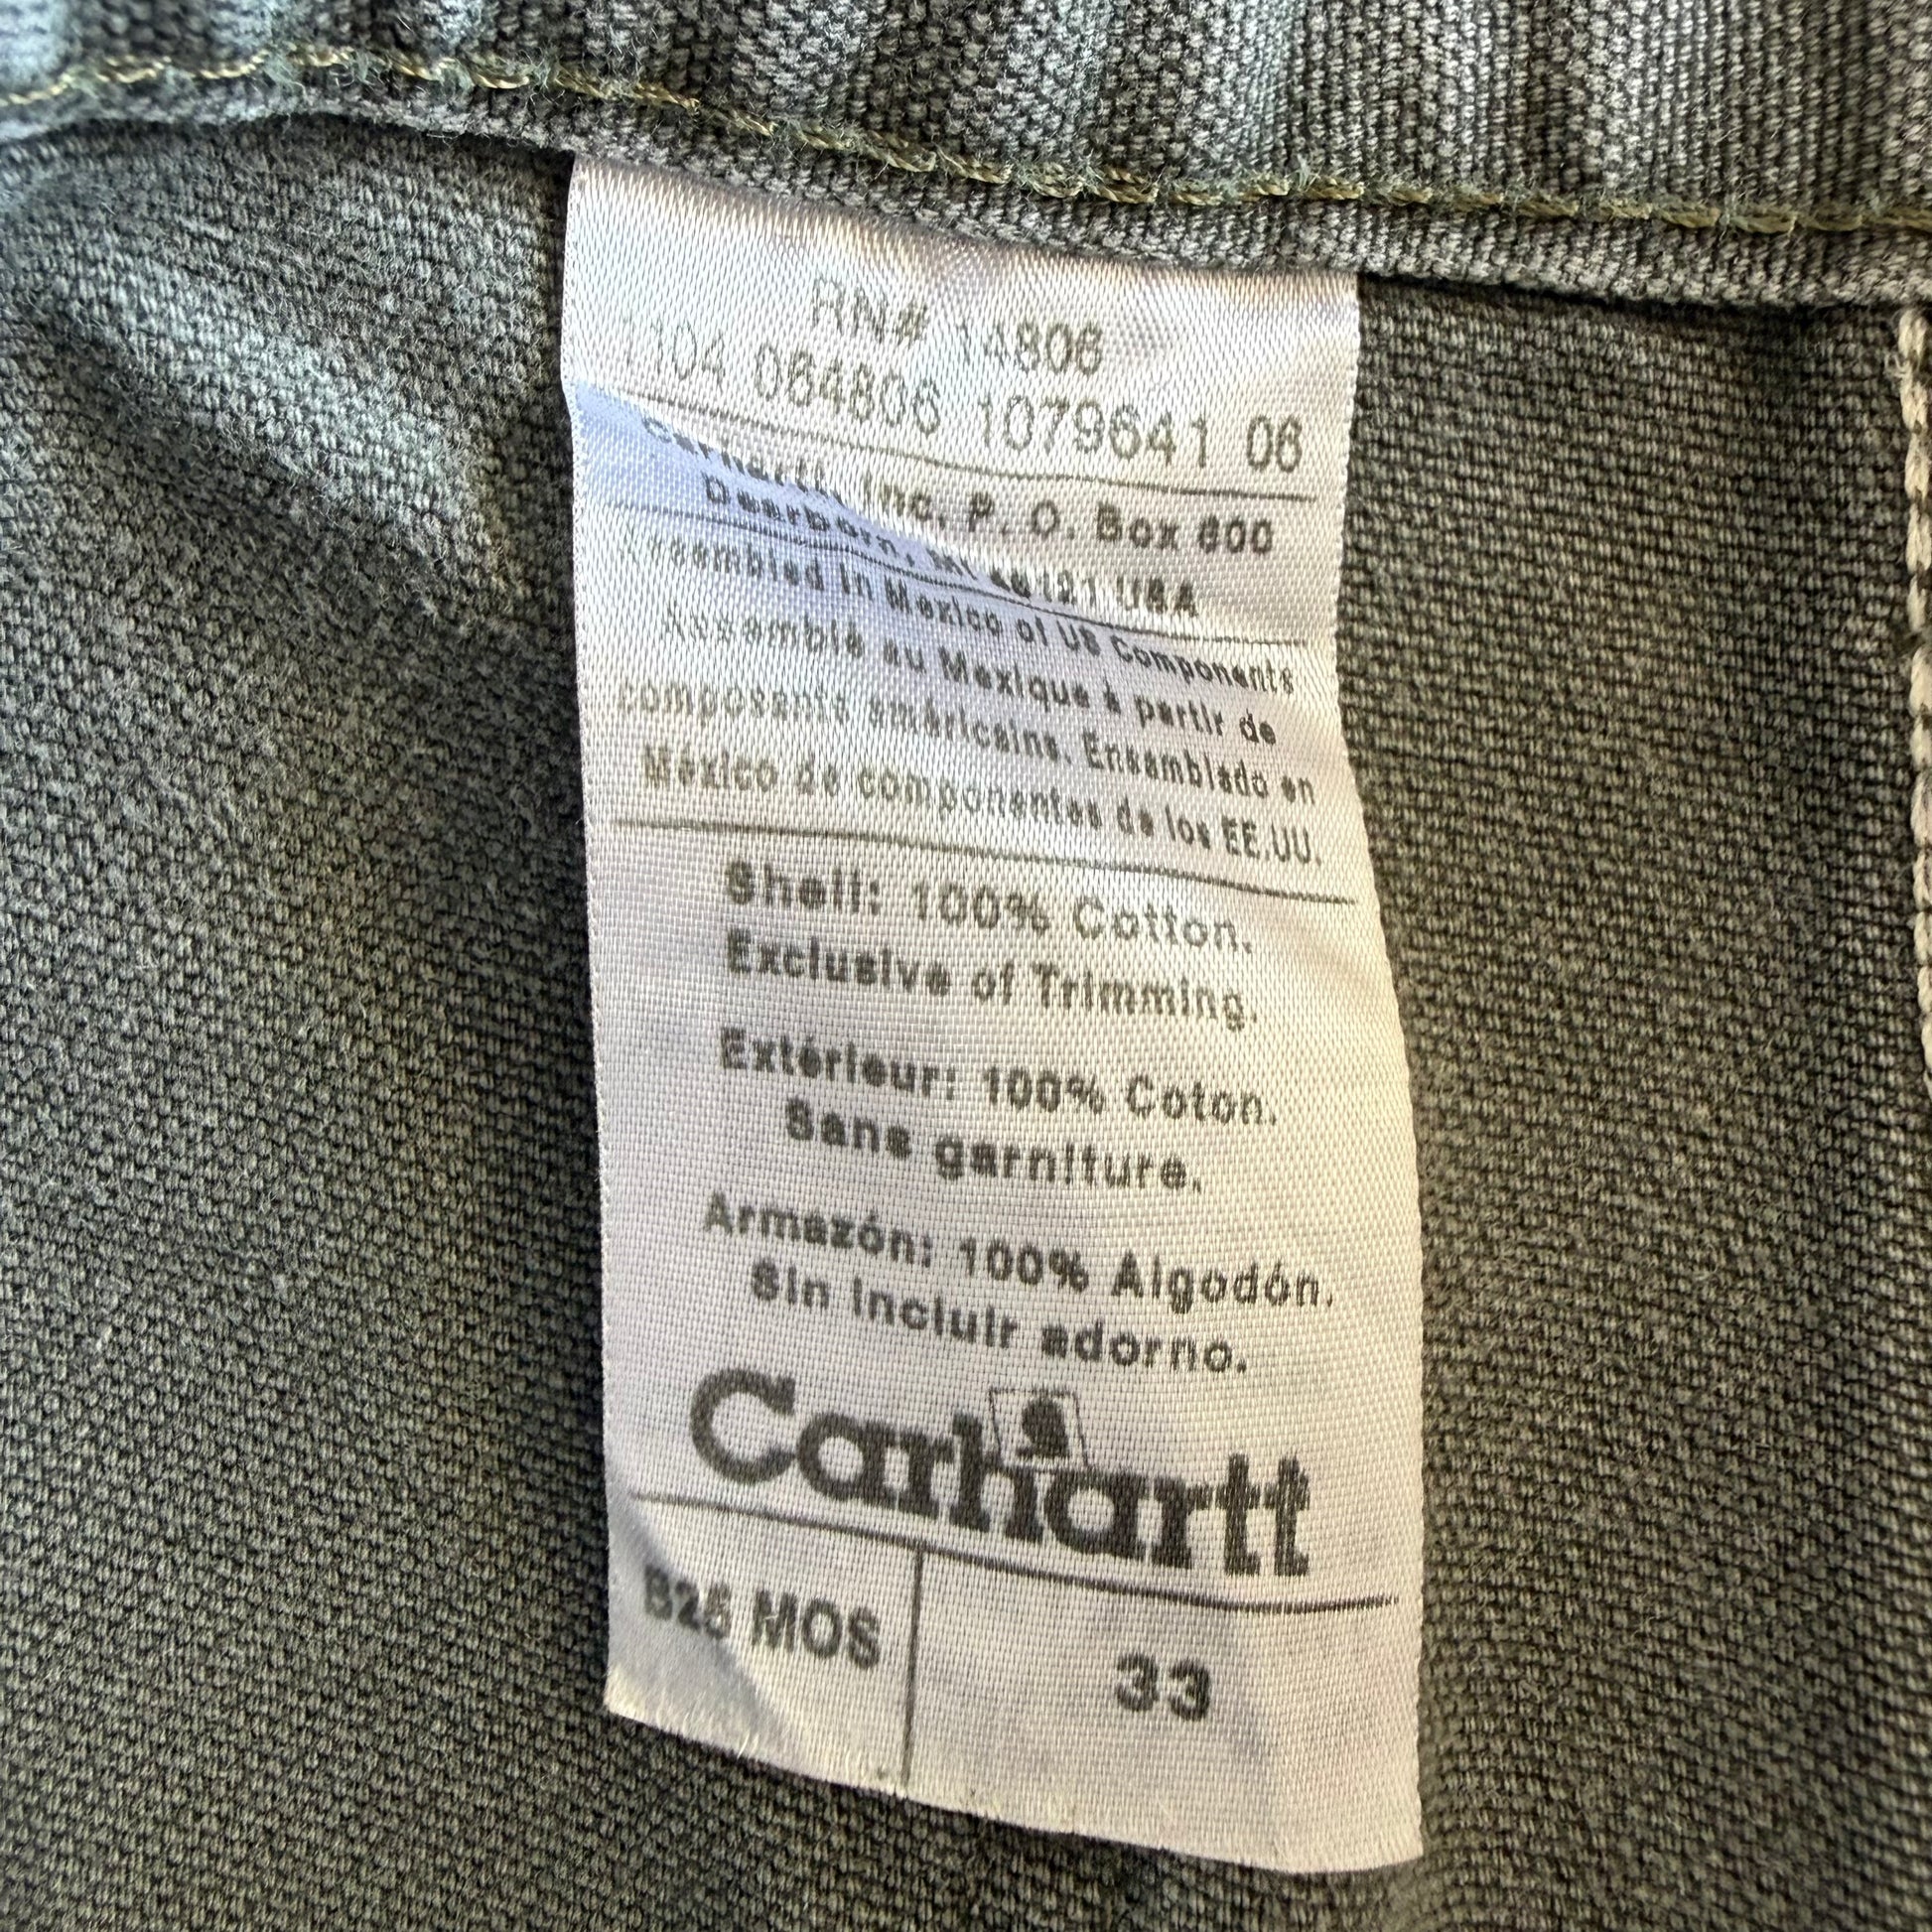 RN# 14806
1104 064806 1079641 06
Carhartt, Inc. P. O. Box 600
Dearborn, MI 48121 USA
Assembled in Mexico of US Components
Assemblé au Mexique à partir de
composants américains. Ensamblado en
México de componentes de los EE.UU.
Shell: 100% Cotton.
Exclusive of Trimming.
Extérieur: 100% Coton.
Sans garniture.
Armazón: 100% Algodón.
Sin incluir adorno.
Carhartt
B25 MOS
33